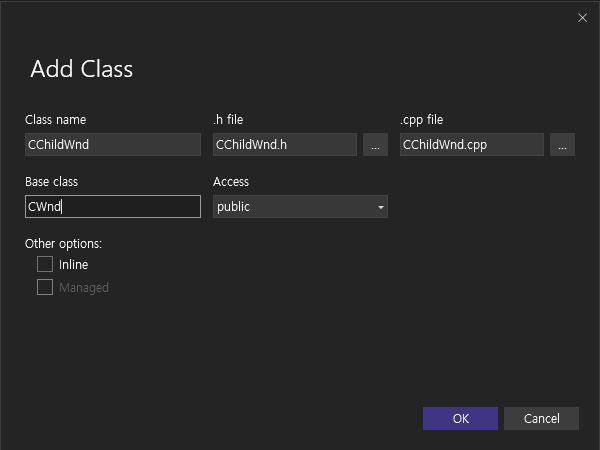 Add Class
Class name .h file .cpp file
CChildWnd CChildWnd.h ... CChildWnd.cpp ...
Base class Access
CWnd public
Other options:
Inline
Managed
OK Cancel